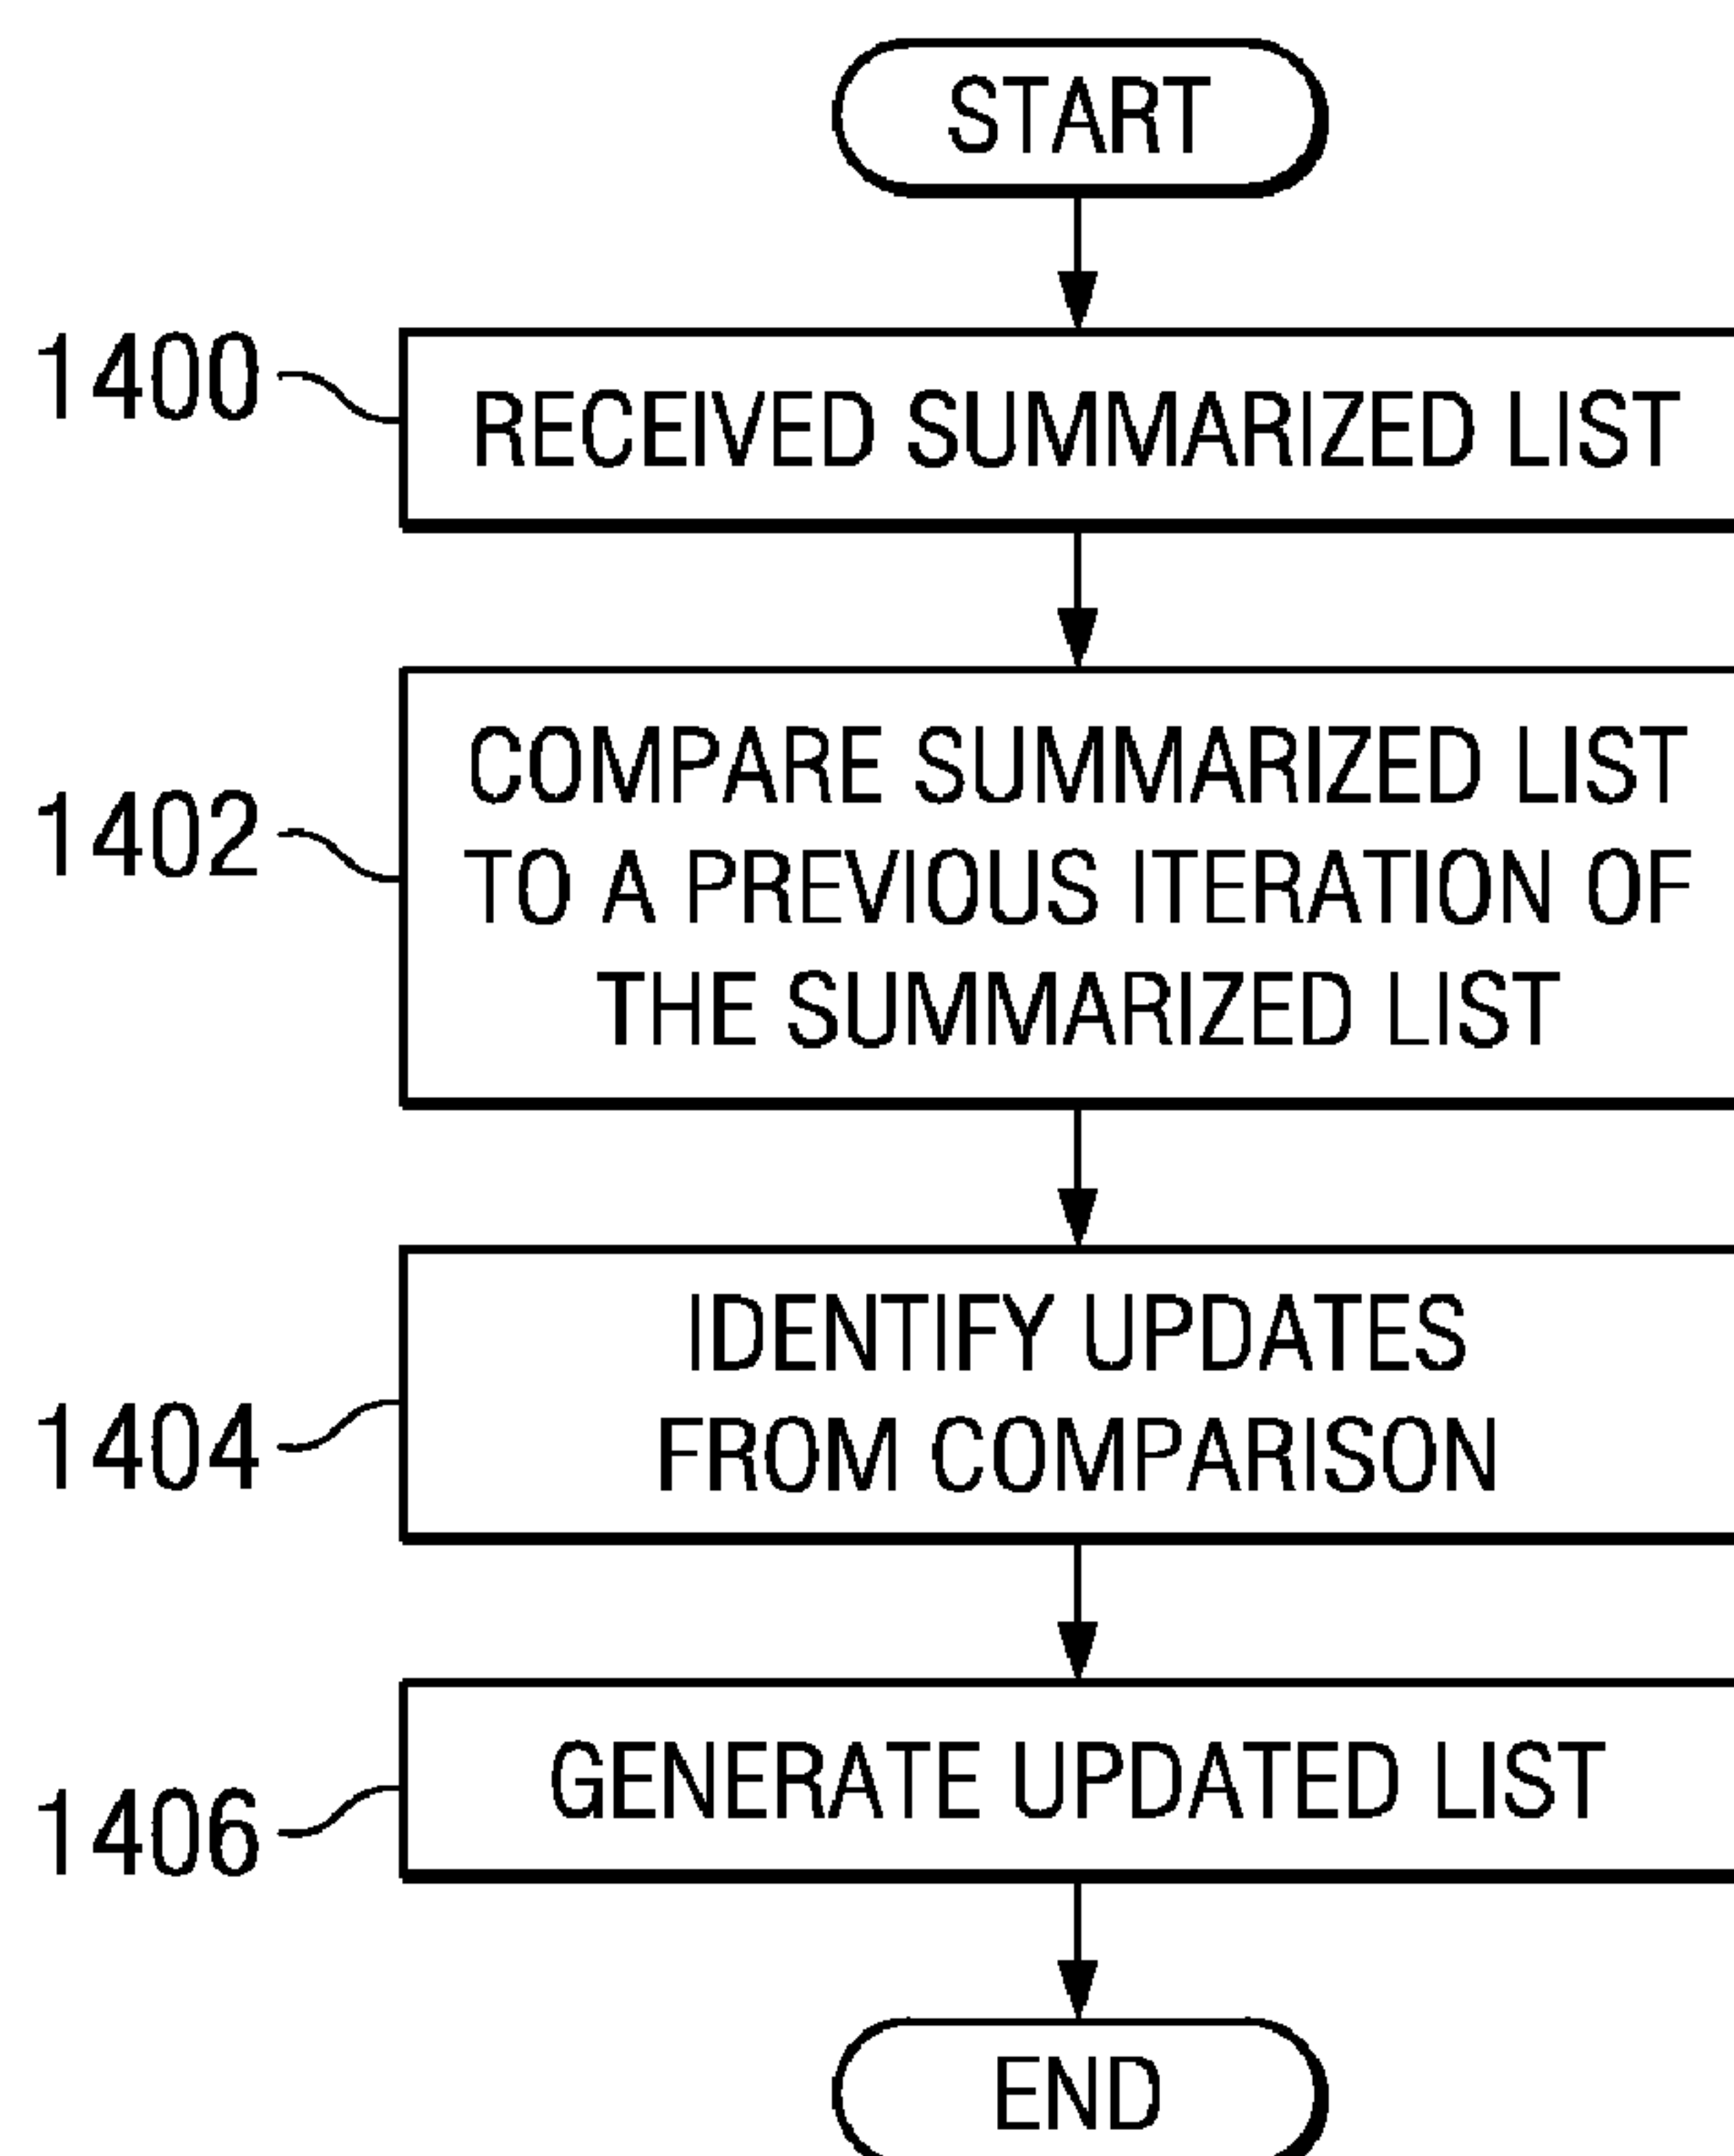 START
1400
RECEIVED SUMMARIZED LIST
1402
COMPARE SUMMARIZED LIST
TO A PREVIOUS ITERATION OF
THE SUMMARIZED LIST
1404
IDENTIFY UPDATES
FROM COMPARISON
1406
GENERATE UPDATED LIST
END